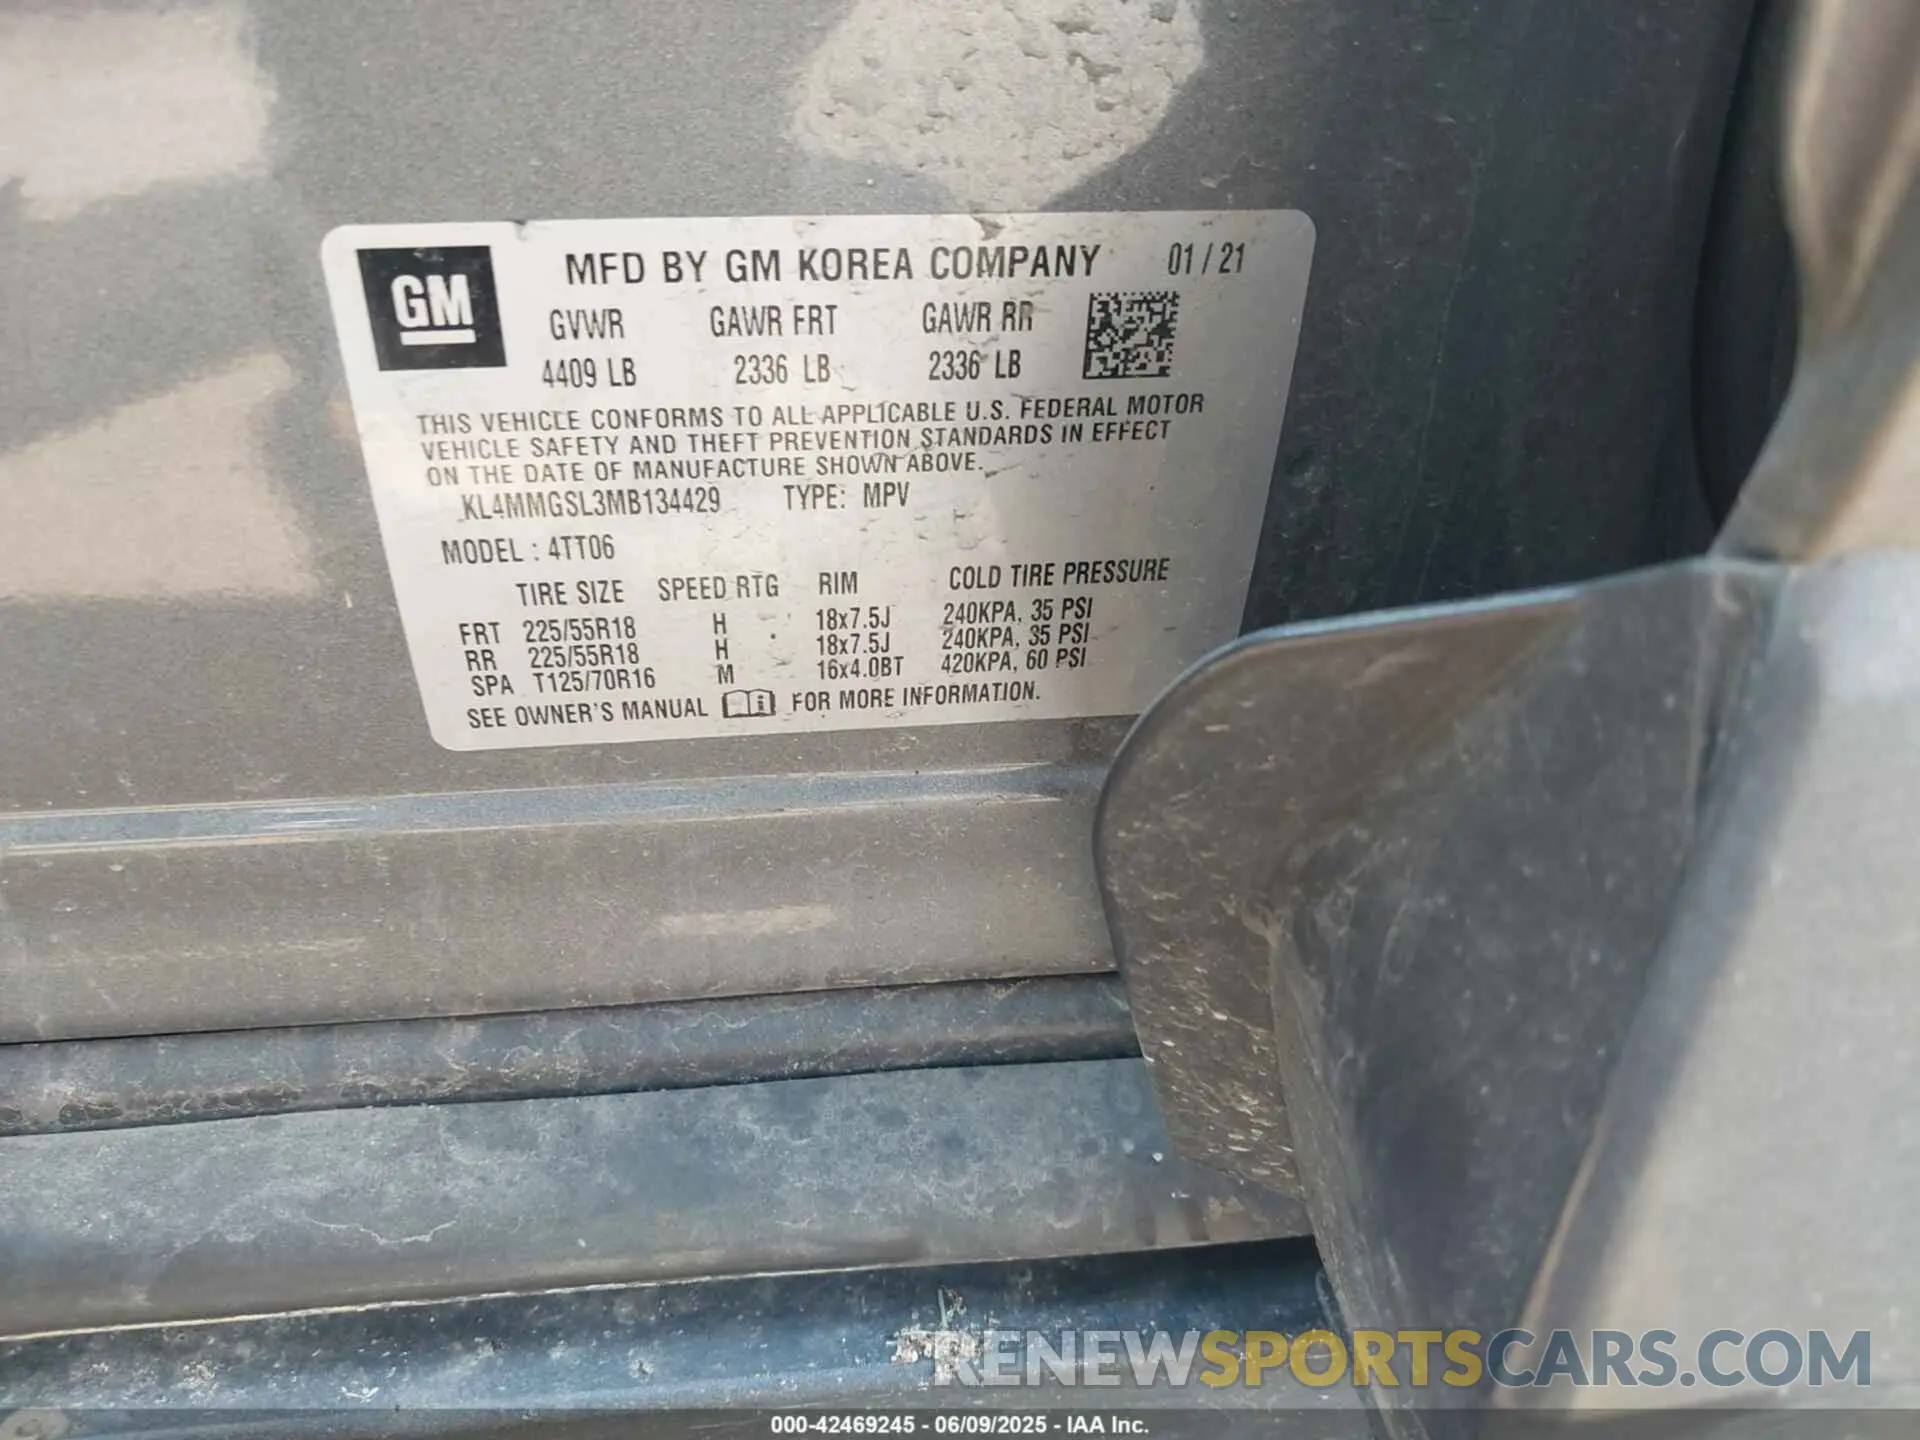 GM
MFD BY GM KOREA COMPANY 01 / 21
GVWR GAWR FRT GAWR RR
4409 LB 2336 LB 2336 LB
THIS VEHICLE CONFORMS TO ALL APPLICABLE U.S. FEDERAL MOTOR
VEHICLE SAFETY AND THEFT PREVENTION STANDARDS IN EFFECT
ON THE DATE OF MANUFACTURE SHOWN ABOVE.
KL4MMGSL3MB134429 TYPE: MPV
MODEL : 4TT06
TIRE SIZE SPEED RTG RIM COLD TIRE PRESSURE
FRT 225/55R18 H 18x7.5J 240KPA, 35 PSI
RR 225/55R18 H 18x7.5J 240KPA, 35 PSI
SPA T125/70R16 M 16x4.0BT 420KPA, 60 PSI
SEE OWNER'S MANUAL i FOR MORE INFORMATION.
RENEWSPORTSCARS.COM
000-42469245 - 06/09/2025 - IAA Inc.